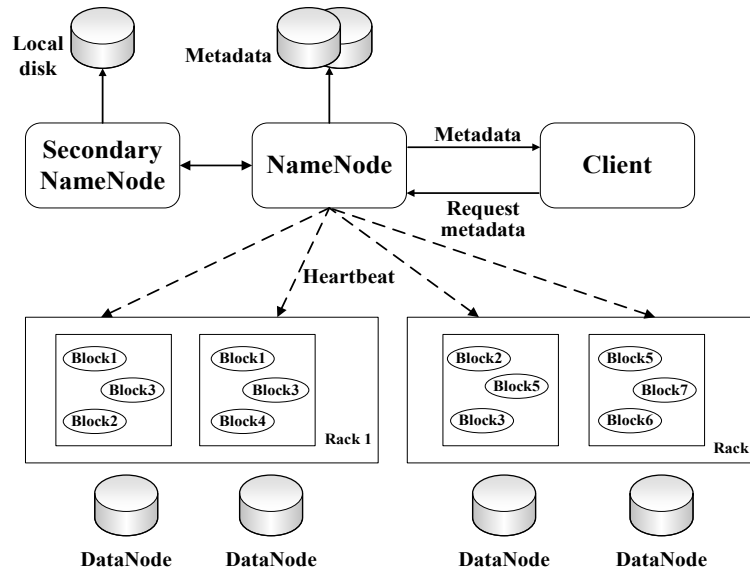 Local
disk
Metadata
Secondary
NameNode
NameNode
Metadata
Client
Request
metadata
Heartbeat
Block1
Block3
Block2
Block1
Block3
Block4
Rack 1
Block2
Block5
Block3
Block5
Block7
Block6
Rack
DataNode
DataNode
DataNode
DataNode